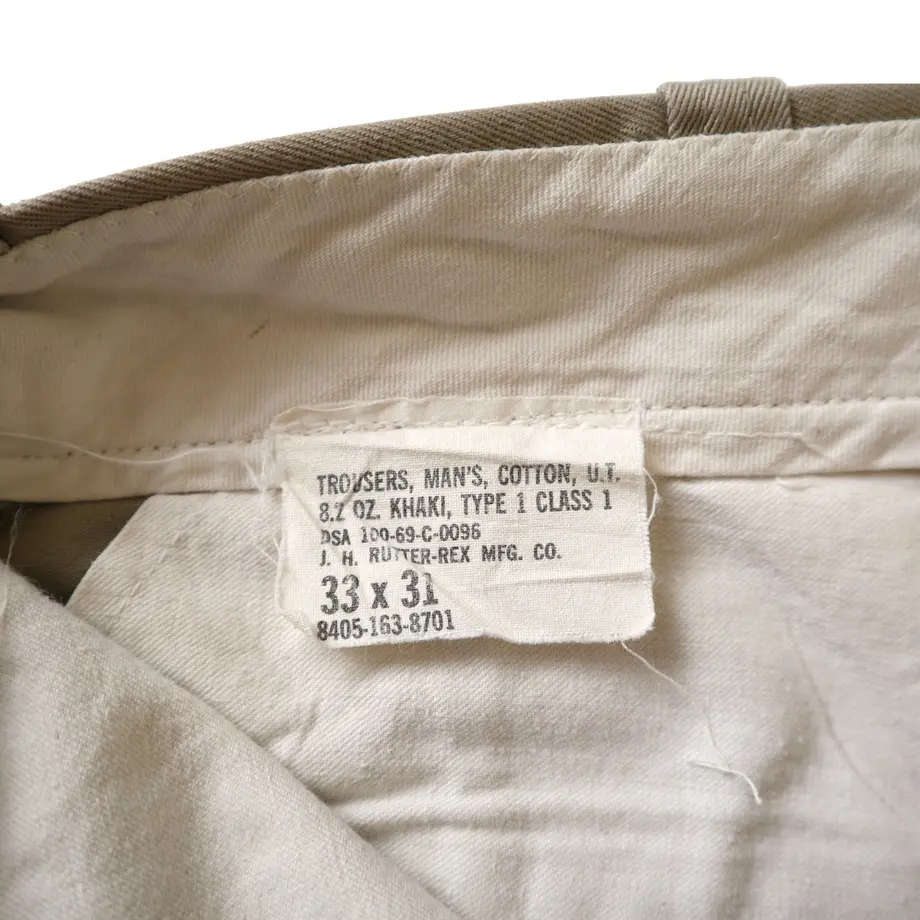 TROUSERS, MAN'S, COTTON, U.T.
8.2 OZ. KHAKI, TYPE 1 CLASS 1
DSA 100-69-C-0096
J. H. RUTTER-REX MFG. CO.
33 x 31
8405-163-8701